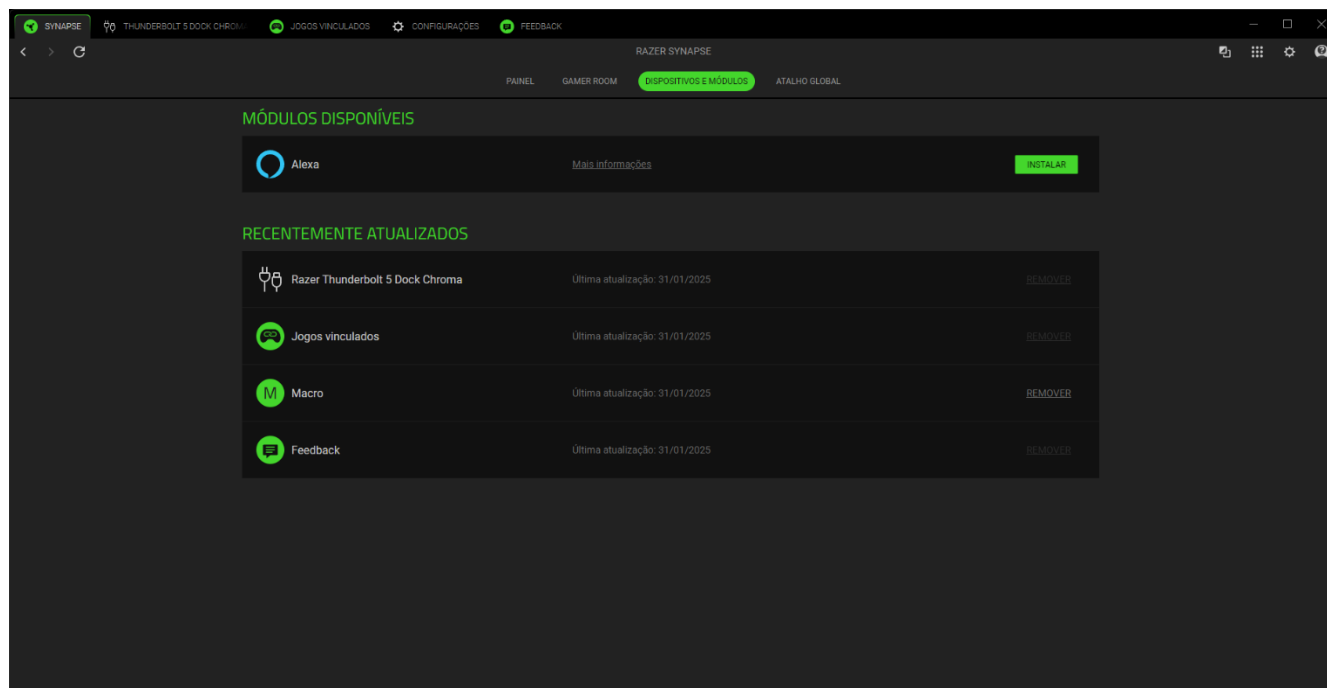 SYNAPSE THUNDERBOLT 5 DOCK CHROM JOGOS VINCULADOS CONFIGURAÇÕES FEEDBACK
RAZER SYNAPSE
PAINEL GAMER ROOM DISPOSITIVOS E MÓDULOS ATALHO GLOBAL
MÓDULOS DISPONÍVEIS
Alexa Mais informações INSTALAR
RECENTEMENTE ATUALIZADOS
Razer Thunderbolt 5 Dock Chroma Última atualização: 31/01/2025 REMOVER
Jogos vinculados Última atualização: 31/01/2025 REMOVER
M Macro Última atualização: 31/01/2025 REMOVER
Feedback Última atualização: 31/01/2025 REMOVER